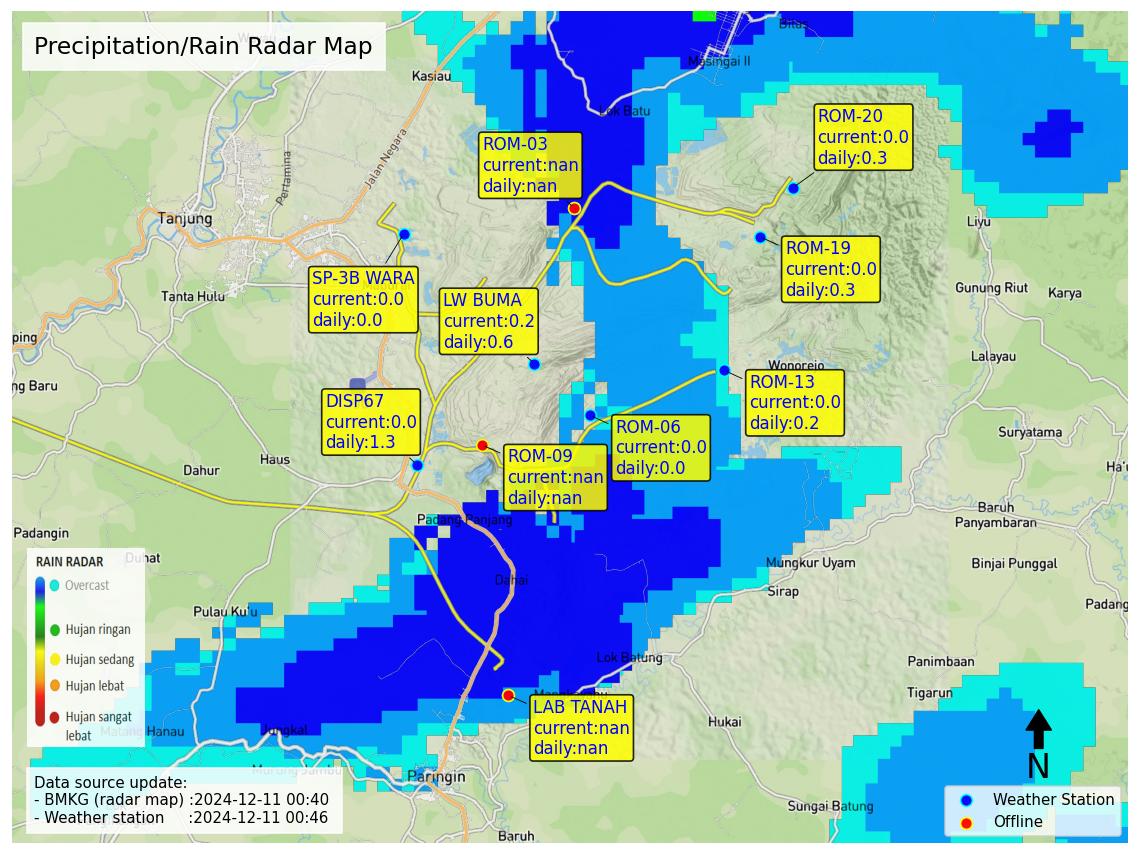 Precipitation/Rain Radar Map
Bitas
Masingai II
Kasiau
Lok Batu
Jalan Negara
Pertamina
Tanjung
Tanta Hulu
ROM-03
current:nan
daily:nan
ROM-20
current:0.0
daily:0.3
Liyu
ROM-19
current:0.0
daily:0.3
SP-3B WARA
current:0.0
daily:0.0
LW BUMA
current:0.2
daily:0.6
Gunung Riut
Karya
ping
Lalayau
Wonorejo
ng Baru
ROM-13
current:0.0
daily:0.2
DISP67
current:0.0
daily:1.3
ROM-06
current:0.0
daily:0.0
Suryatama
ROM-09
current:nan
daily:nan
Haus
Dahur
Ha'u
Baruh
Panyambaran
Padang Panjang
Padangin
Duhat
Mungkur Uyam
Binjai Punggal
Dahai
Sirap
Padang
Pulau Ku'u
RAIN RADAR
Overcast
Hujan ringan
Hujan sedang
Hujan lebat
Hujan sangat
lebat
Lok Batung
Panimbaan
Tigarun
LAB TANAH
current:nan
daily:nan
Hukai
Matang Hanau
Jungkal
Murung Jambu
Paringin
N
Sungai Batung
Baruh
Data source update:
- BMKG (radar map) :2024-12-11 00:40
- Weather station :2024-12-11 00:46
Weather Station
Offline